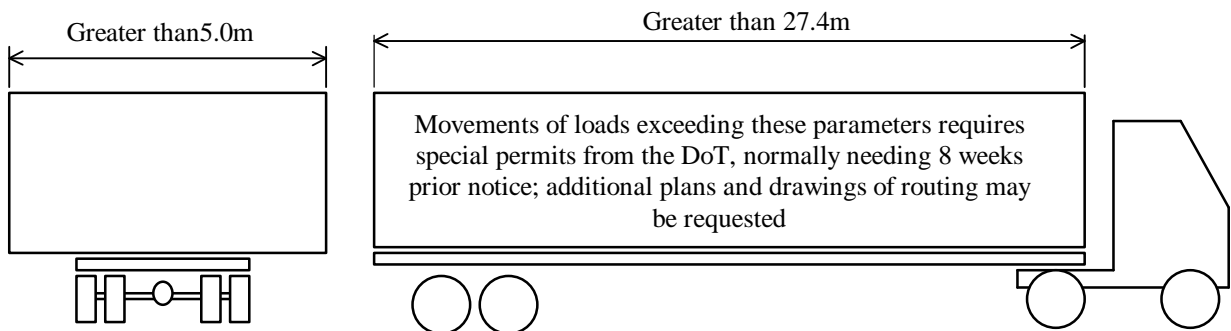 Greater than5.0m
Greater than 27.4m
Movements of loads exceeding these parameters requires
special permits from the DoT, normally needing 8 weeks
prior notice; additional plans and drawings of routing may
be requested